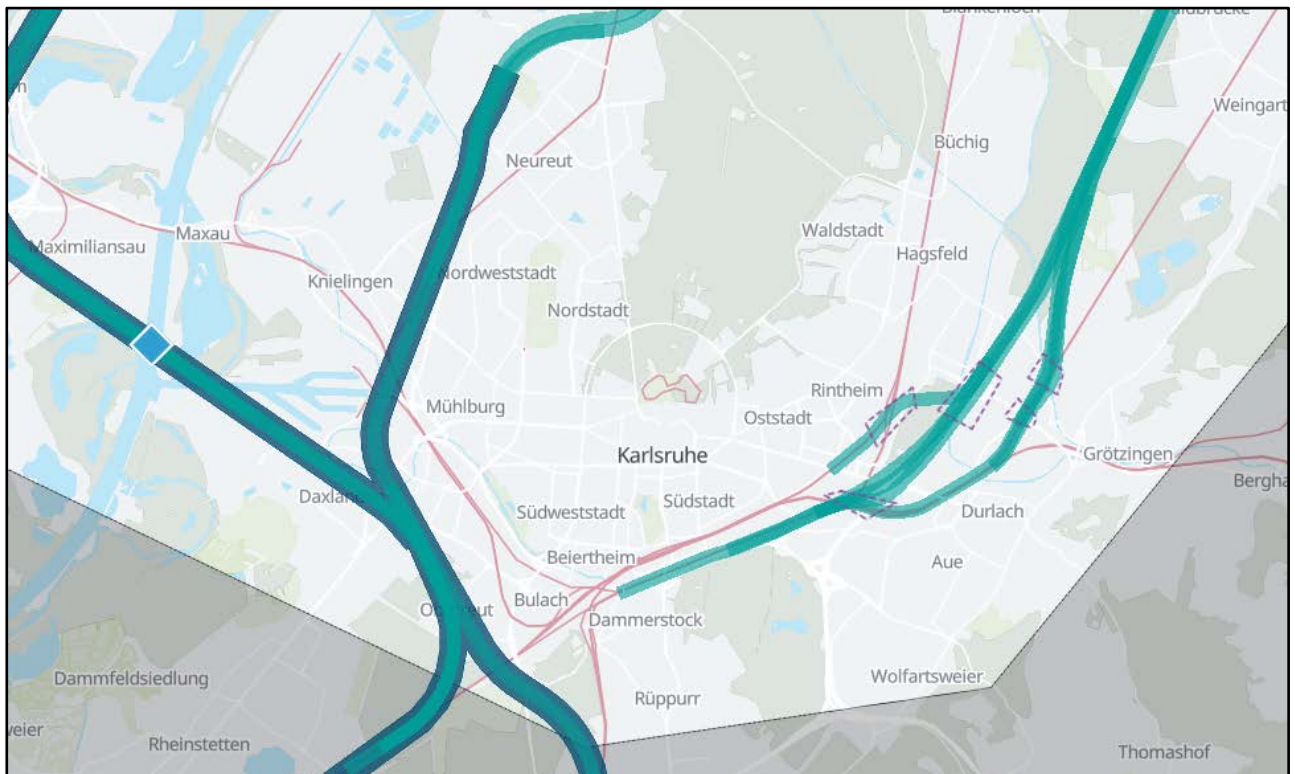 Weingart
Büchig
Neureut
Waldstadt
Maxau
Maximiliansau
Hagsfeld
Nordweststadt
Knielingen
Nordstadt
Rintheim
Mühlburg
Oststadt
Karlsruhe
Grötzingen
Bergha
Daxlan
Südstadt
Südweststadt
Durlach
Beiertheim
Aue
Bulach
Dammerstock
Wolfartsweier
Dammfeldsiedlung
Rüppurr
weier
Rheinstetten
Thomashof